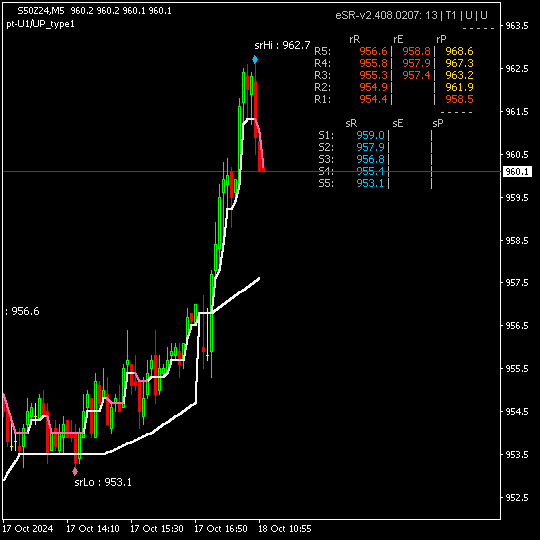 S50Z24,M5 960.2 960.2 960.1 960.1
pt-U1/UP_type1
eSR-v2.408.0207: 13 | T1 | U | U
- - - - -
rR rE rP
R5: 956.6 | 958.8 | 968.6
R4: 955.8 | 957.9 | 967.3
R3: 955.3 | 957.4 | 963.2
R2: 954.9 | | 961.9
R1: 954.4 | | 958.5
- - - - -
sR sE sP
S1: 959.0 | |
S2: 957.9 | |
S3: 956.8 | |
S4: 955.4 | |
S5: 953.1 | |
srHi : 962.7
: 956.6
srLo : 953.1
963.5
962.5
961.5
960.5
960.1
959.5
958.5
957.5
956.5
955.5
954.5
953.5
952.5
17 Oct 2024 17 Oct 14:10 17 Oct 15:30 17 Oct 16:50 18 Oct 10:55